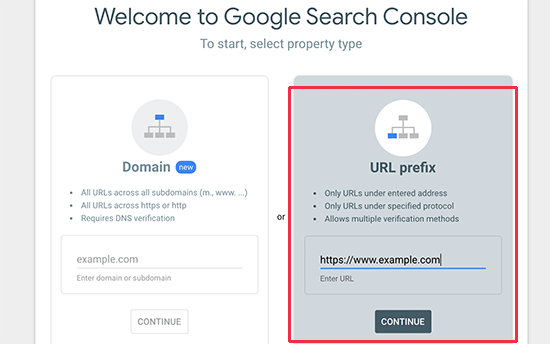 Welcome to Google Search Console
To start, select property type
Domain new
All URLs across all subdomains (m., www. ...)
All URLs across https or http
Requires DNS verification
example.com
Enter domain or subdomain
CONTINUE
or
URL prefix
Only URLs under entered address
Only URLs under specified protocol
Allows multiple verification methods
https://www.example.com
Enter URL
CONTINUE